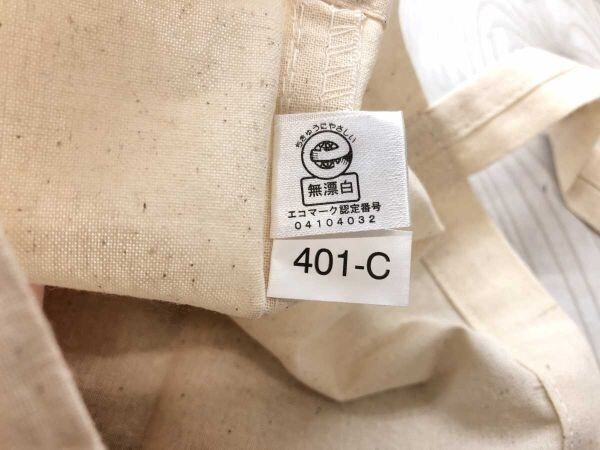 ちきゅうにやさしい
無漂白
エコマーク認定番号
04104032
401-C